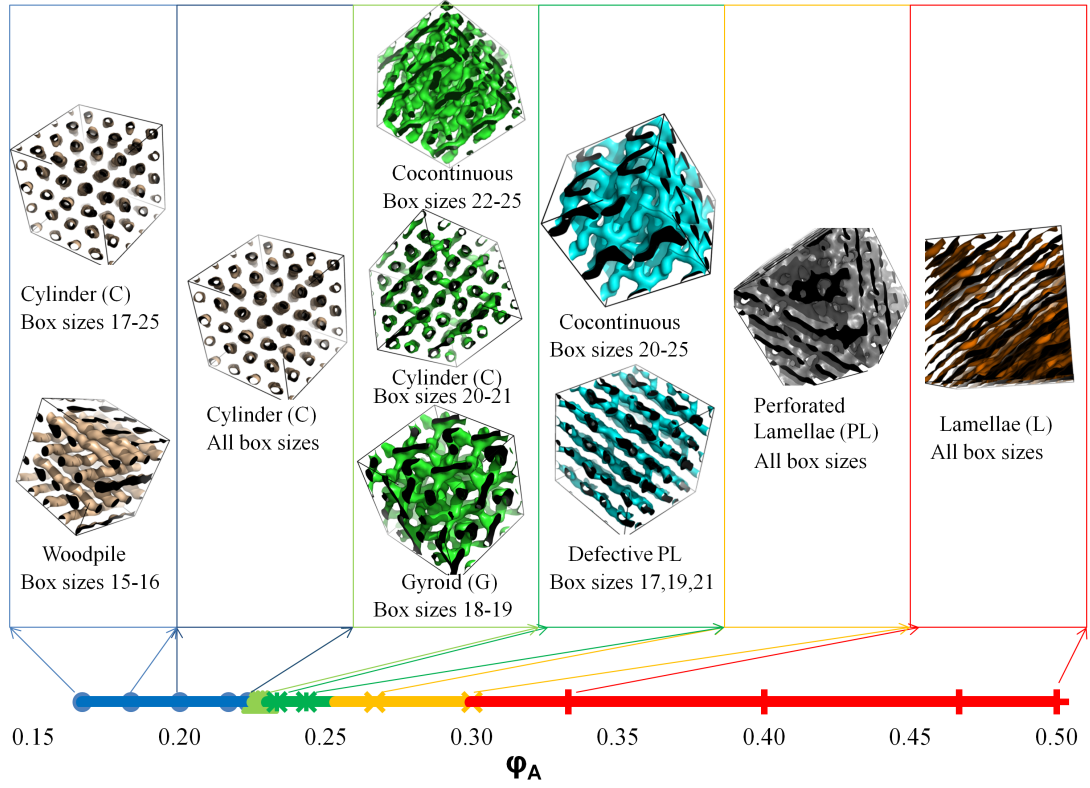 Cylinder (C)
Box sizes 17-25
Woodpile
Box sizes 15-16
Cylinder (C)
All box sizes
Cocontinuous
Box sizes 22-25
Cylinder (C)
Box sizes 20-21
Gyroid (G)
Box sizes 18-19
Cocontinuous
Box sizes 20-25
Defective PL
Box sizes 17,19,21
Perforated
Lamellae (PL)
All box sizes
Lamellae (L)
All box sizes
0.15 0.20 0.25 0.30 0.35 0.40 0.45 0.50
φA